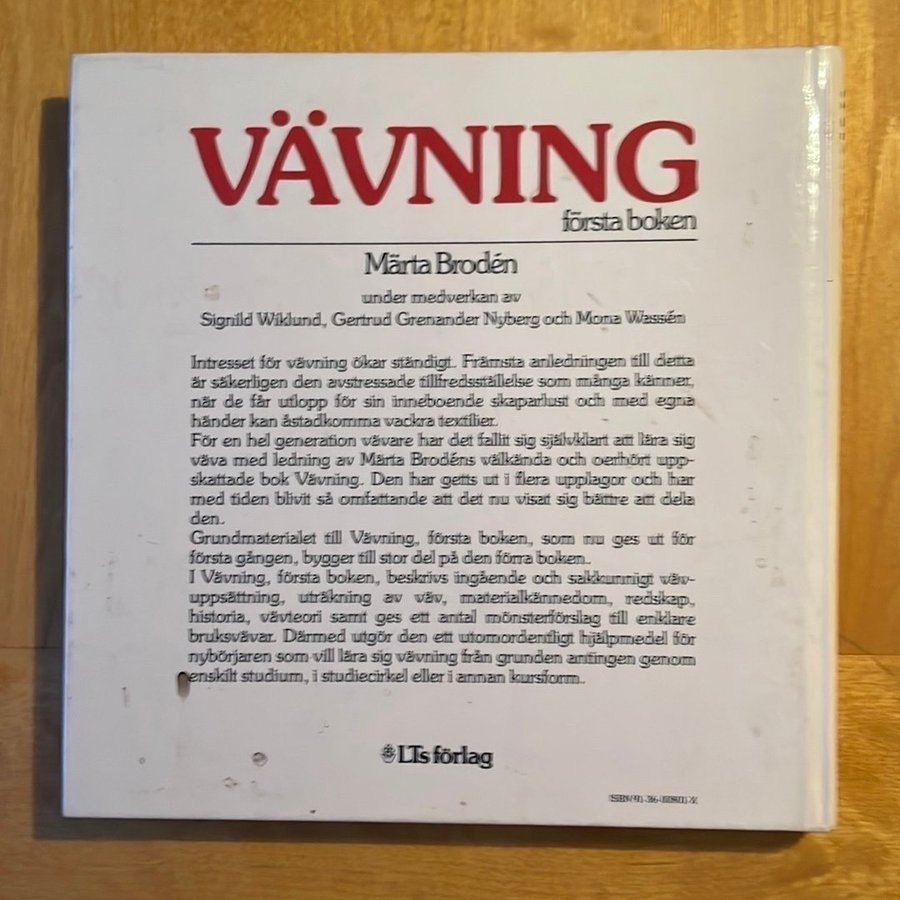 VÄVNING
första boken
Märta Brodén
under medverkan av
Signild Wiklund, Gertrud Grenander Nyberg och Mona Wassén
Intresset för vävning ökar ständigt. Främsta anledningen till detta
är säkerligen den avstressade tillfredsställelse som många känner,
när de får utlopp för sin inneboende skaparlust och med egna
händer kan åstadkomma vackra textilier.
För en hel generation vävare har det fallit sig självklart att lära sig
väva med ledning av Märta Brodéns välkända och oerhört upp-
skattade bok Vävning. Den har getts ut i flera upplagor och har
med tiden blivit så omfattande att det nu visat sig bättre att dela
den.
Grundmaterialet till Vävning, första boken, som nu ges ut för
första gången, bygger till stor del på den förra boken.
I Vävning, första boken, beskrivs ingående och sakkunnigt väv-
uppsättning, uträkning av väv, materialkännedom, redskap,
historia, vävteori samt ges ett antal mönsterförslag till enklare
bruksvävar. Därmed utgör den ett utomordentligt hjälpmedel för
nybörjaren som vill lära sig vävning från grunden antingen genom
enskilt studium, i studiecirkel eller i annan kursform.
LTs förlag
ISBN